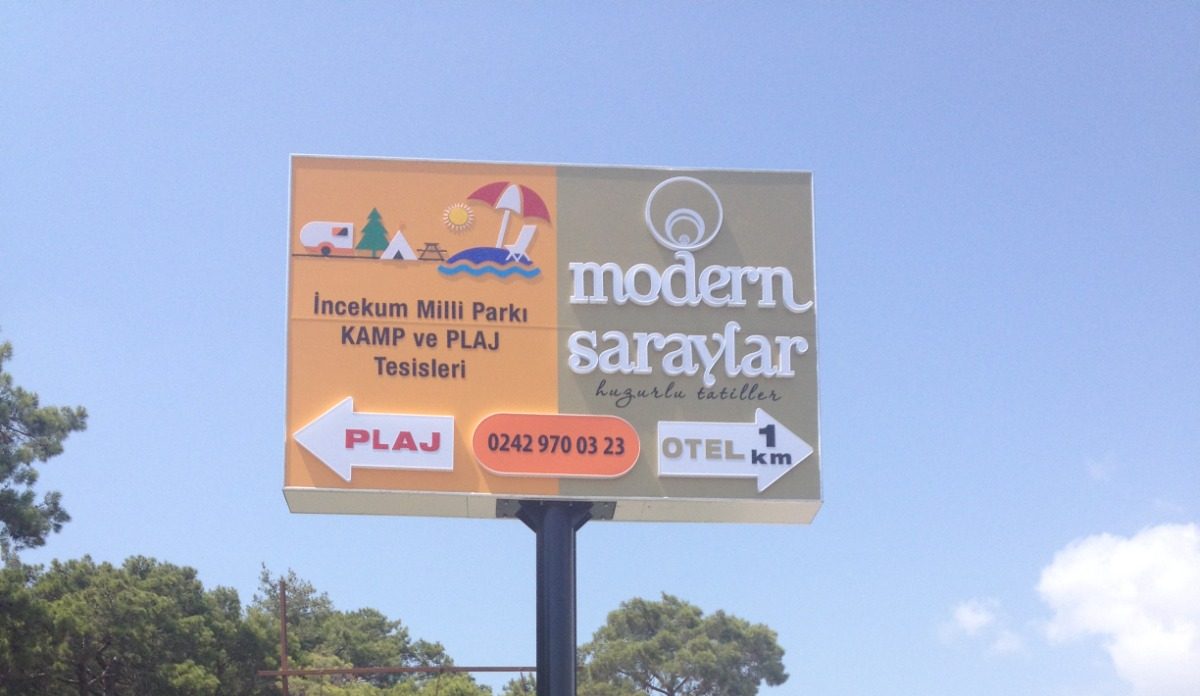 İncekum Milli Parkı
KAMP ve PLAJ
Tesisleri
PLAJ
0242 970 03 23
modern
saraylar
huzurlu tatiller
OTEL 1 km